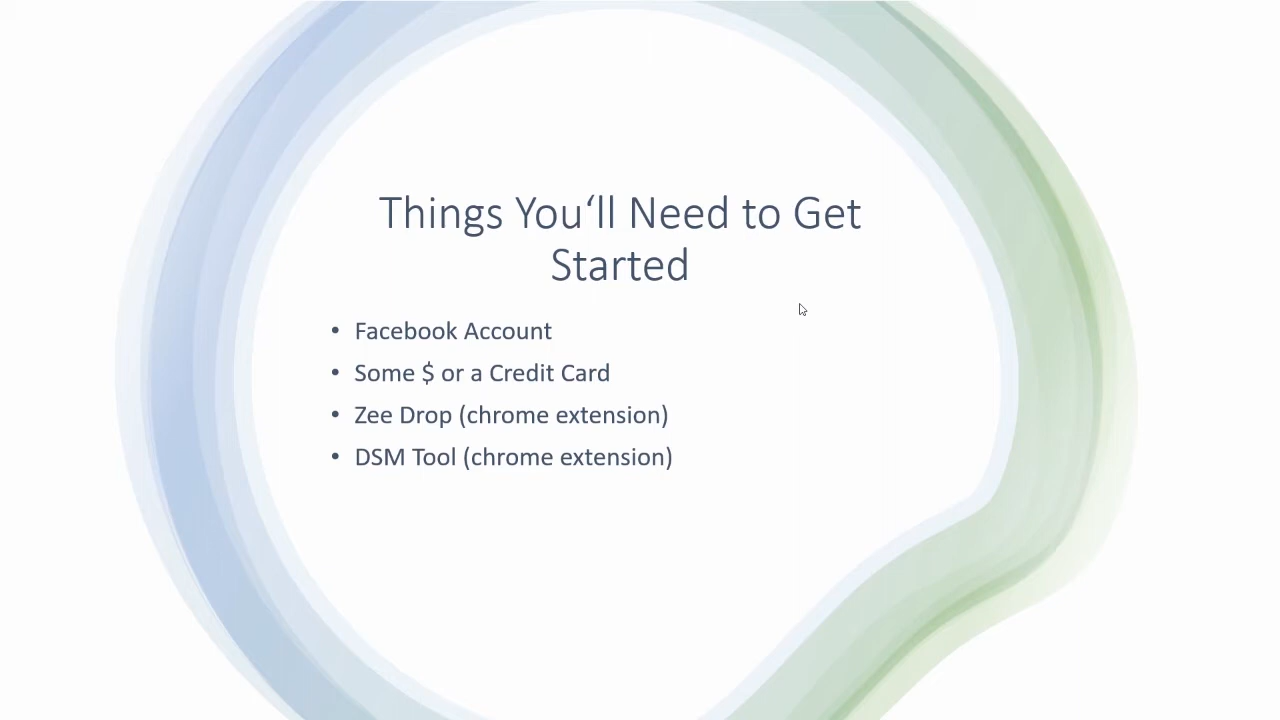 Things You‘ll Need to Get
Started
• Facebook Account
• Some $ or a Credit Card
• Zee Drop (chrome extension)
• DSM Tool (chrome extension)